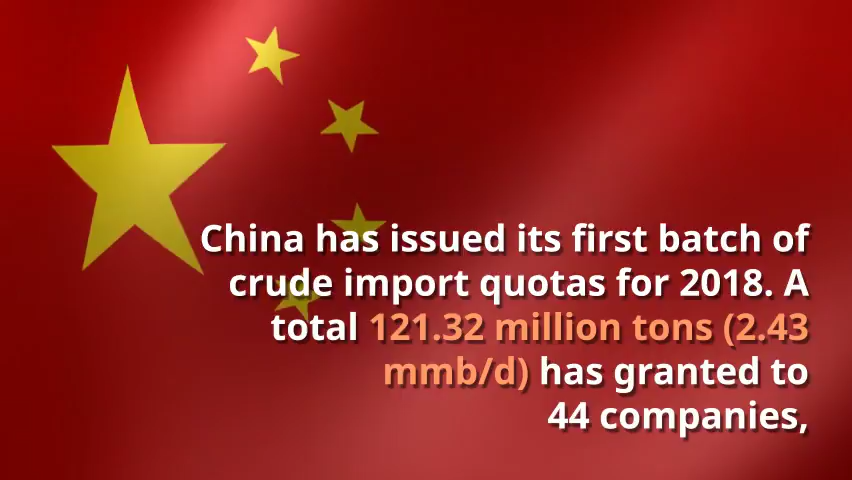 China has issued its first batch of
crude import quotas for 2018. A
total 121.32 million tons (2.43
mmb/d) has granted to
44 companies,